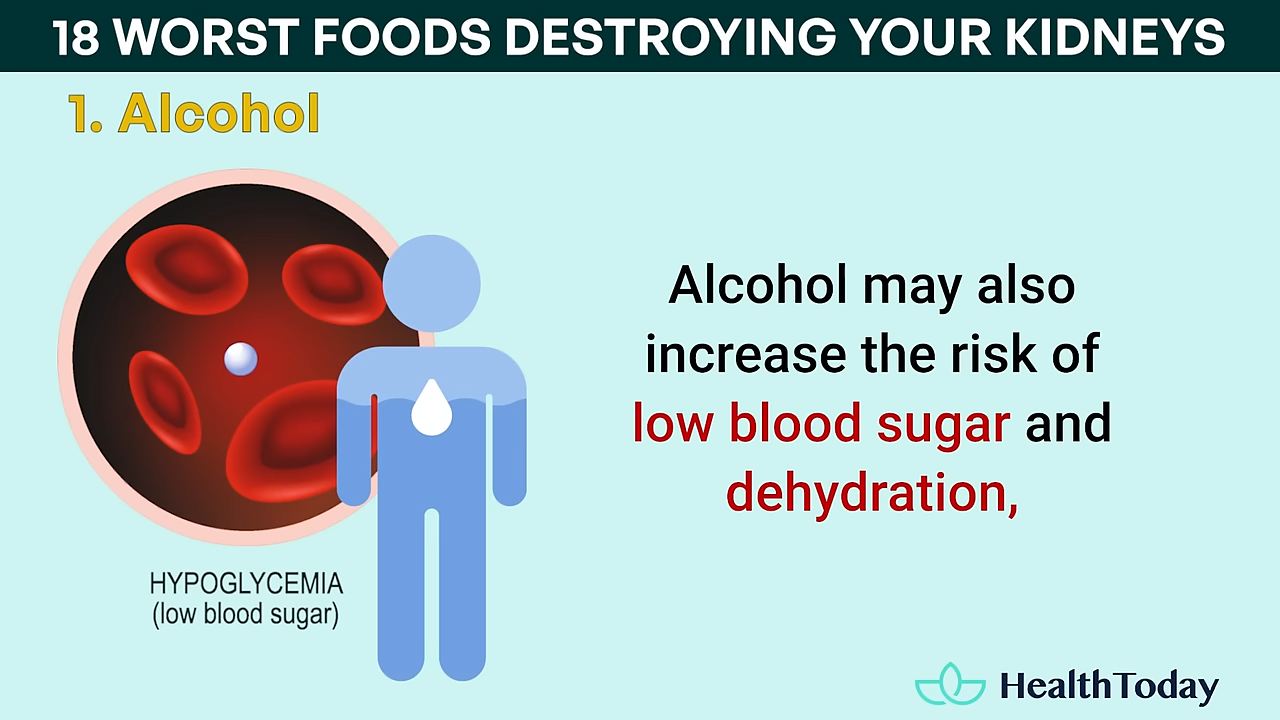 18 WORST FOODS DESTROYING YOUR KIDNEYS
1. Alcohol
Alcohol may also
increase the risk of
low blood sugar and
dehydration,
HYPOGLYCEMIA
(low blood sugar)
HealthToday